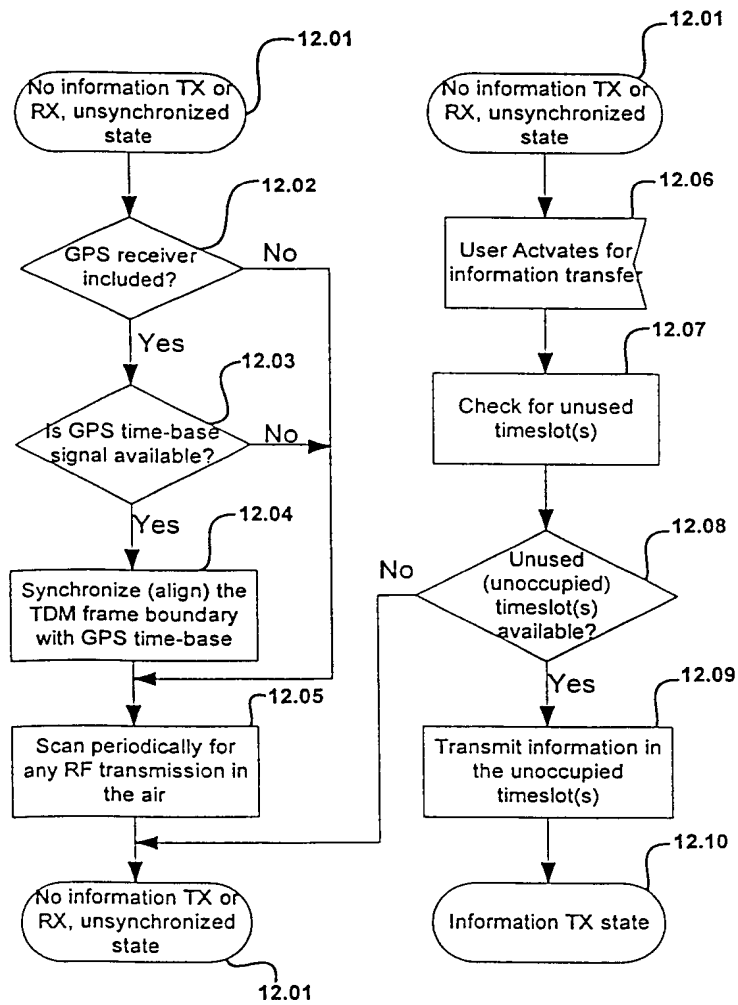 12.01
No information TX or
RX, unsynchronized
state
12.02
GPS receiver
included?
No
Yes
12.03
Is GPS time-base
signal available?
No
Yes
12.04
Synchronize (align) the
TDM frame boundary
with GPS time-base
12.05
Scan periodically for
any RF transmission in
the air
No information TX or
RX, unsynchronized
state
12.01
12.01
No information TX or
RX, unsynchronized
state
12.06
User Actvates for
information transfer
12.07
Check for unused
timeslot(s)
12.08
No
Unused
(unoccupied)
timeslot(s)
available?
Yes
12.09
Transmit information in
the unoccupied
timeslot(s)
12.10
Information TX state